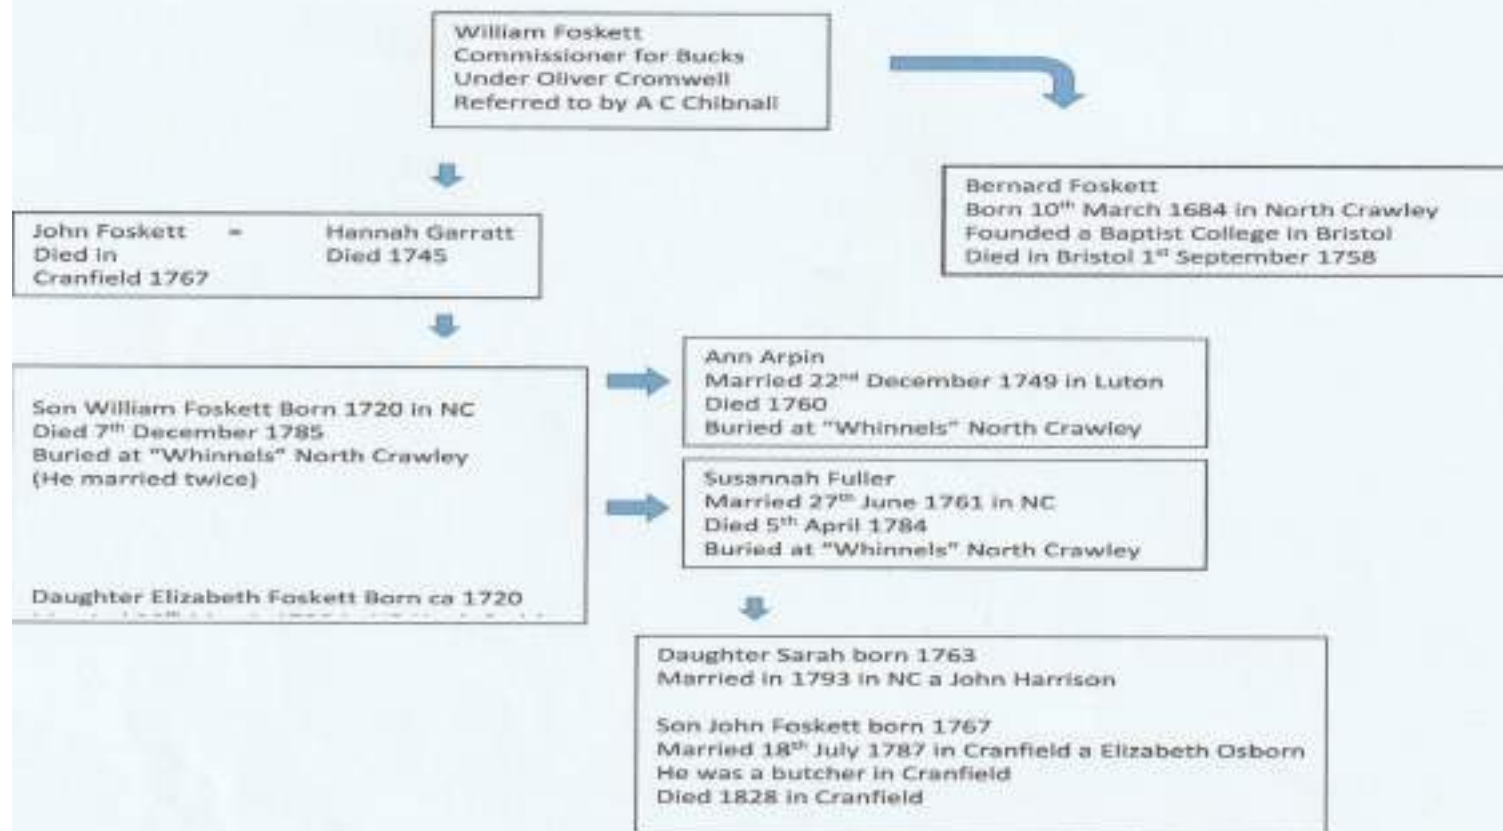 William Foskett
Commissioner for Bucks
Under Oliver Cromwell
Referred to by A C Chibnall
Bernard Foskett
Born 10th March 1684 in North Crawley
Founded a Baptist College in Bristol
Died in Bristol 1st September 1758
John Foskett = Hannah Garratt
Died in Died 1745
Cranfield 1767
Son William Foskett Born 1720 in NC
Died 7th December 1785
Buried at "Whinnels" North Crawley
(He married twice)
Daughter Elizabeth Foskett Born ca 1720
Ann Arpin
Married 22nd December 1749 in Luton
Died 1760
Buried at "Whinnels" North Crawley
Susannah Fuller
Married 27th June 1761 in NC
Died 5th April 1784
Buried at "Whinnels" North Crawley
Daughter Sarah born 1763
Married in 1793 in NC a John Harrison
Son John Foskett born 1767
Married 18th July 1787 in Cranfield a Elizabeth Osborn
He was a butcher in Cranfield
Died 1828 in Cranfield